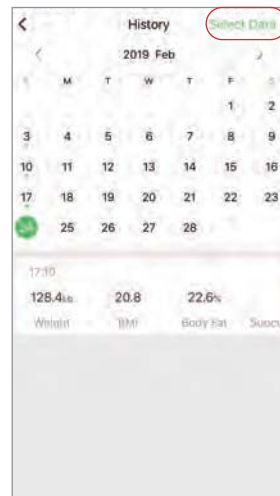 History Select Data
2019 Feb
S M T W T F S
1 2
3 4 5 6 7 8 9
10 11 12 13 14 15 16
17 18 19 20 21 22 23
24 25 26 27 28
17:10
128.4Lb 20.8 22.6%
Weight BMI Body Fat